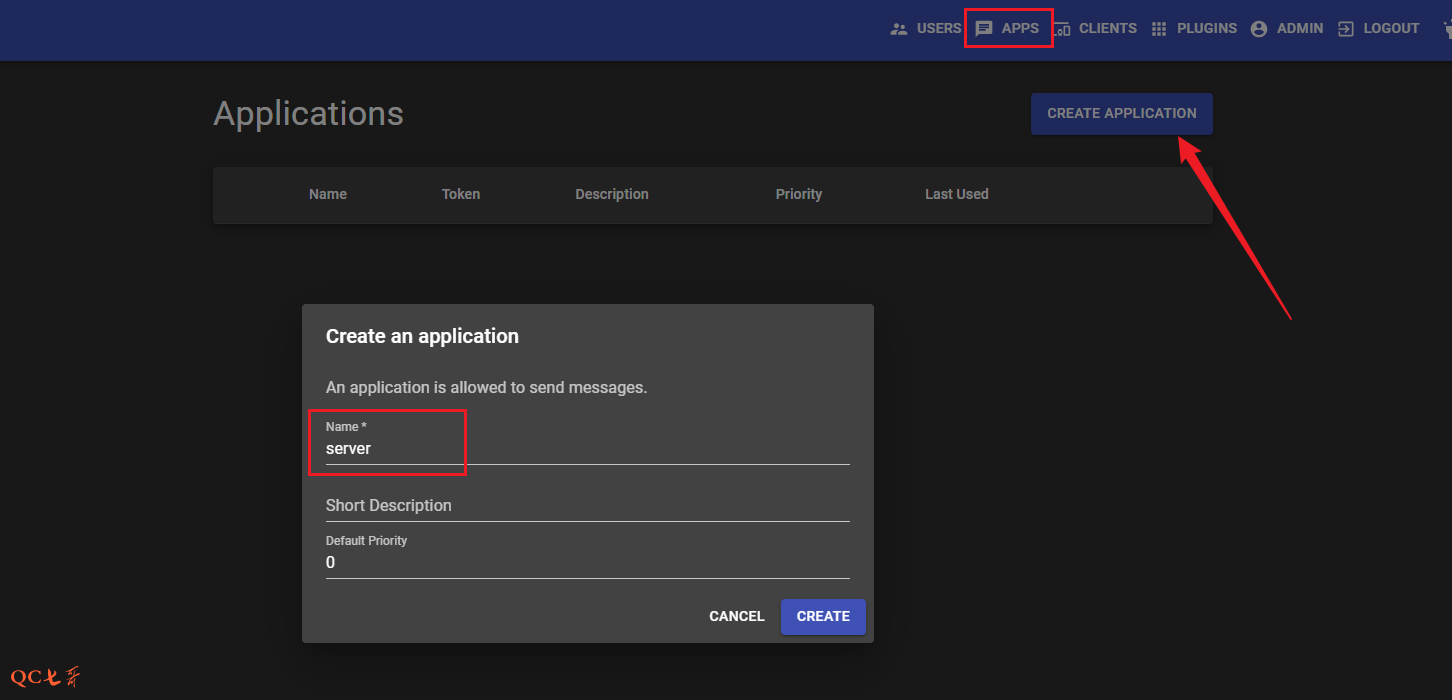 USERS APPS CLIENTS PLUGINS ADMIN LOGOUT
Applications
CREATE APPLICATION
Name Token Description Priority Last Used
Create an application
An application is allowed to send messages.
Name *
server
Short Description
Default Priority
0
CANCEL CREATE
QC七哥